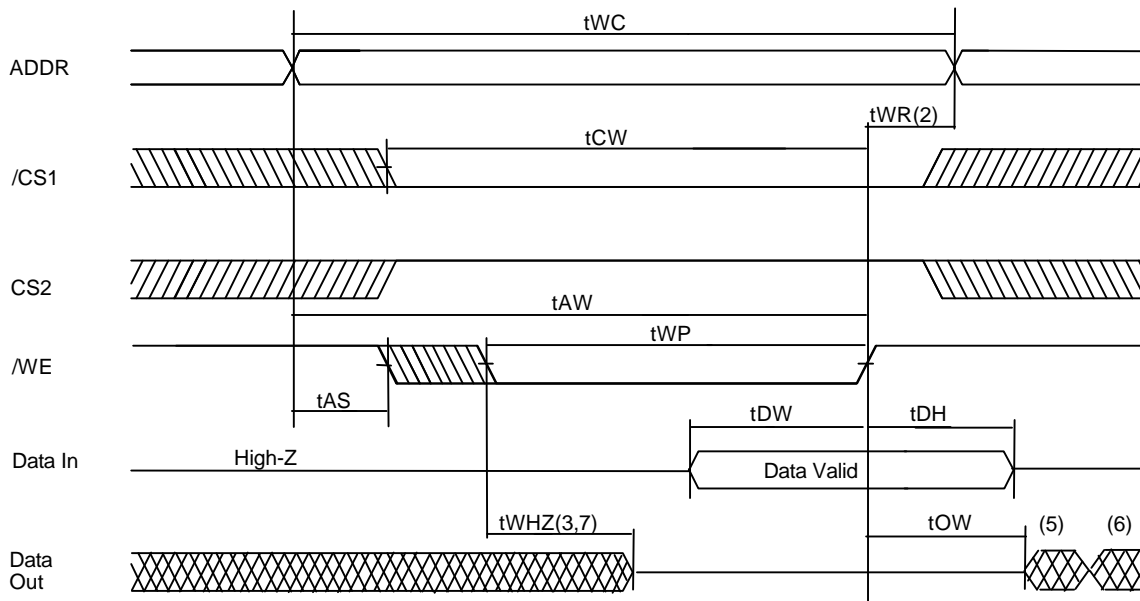 tWC
ADDR
tWR(2)
tCW
/CS1
CS2
tAW
tWP
/WE
tAS
tDW
tDH
Data In
High-Z
Data Valid
tWHZ(3,7)
tOW
(5)
(6)
Data
Out